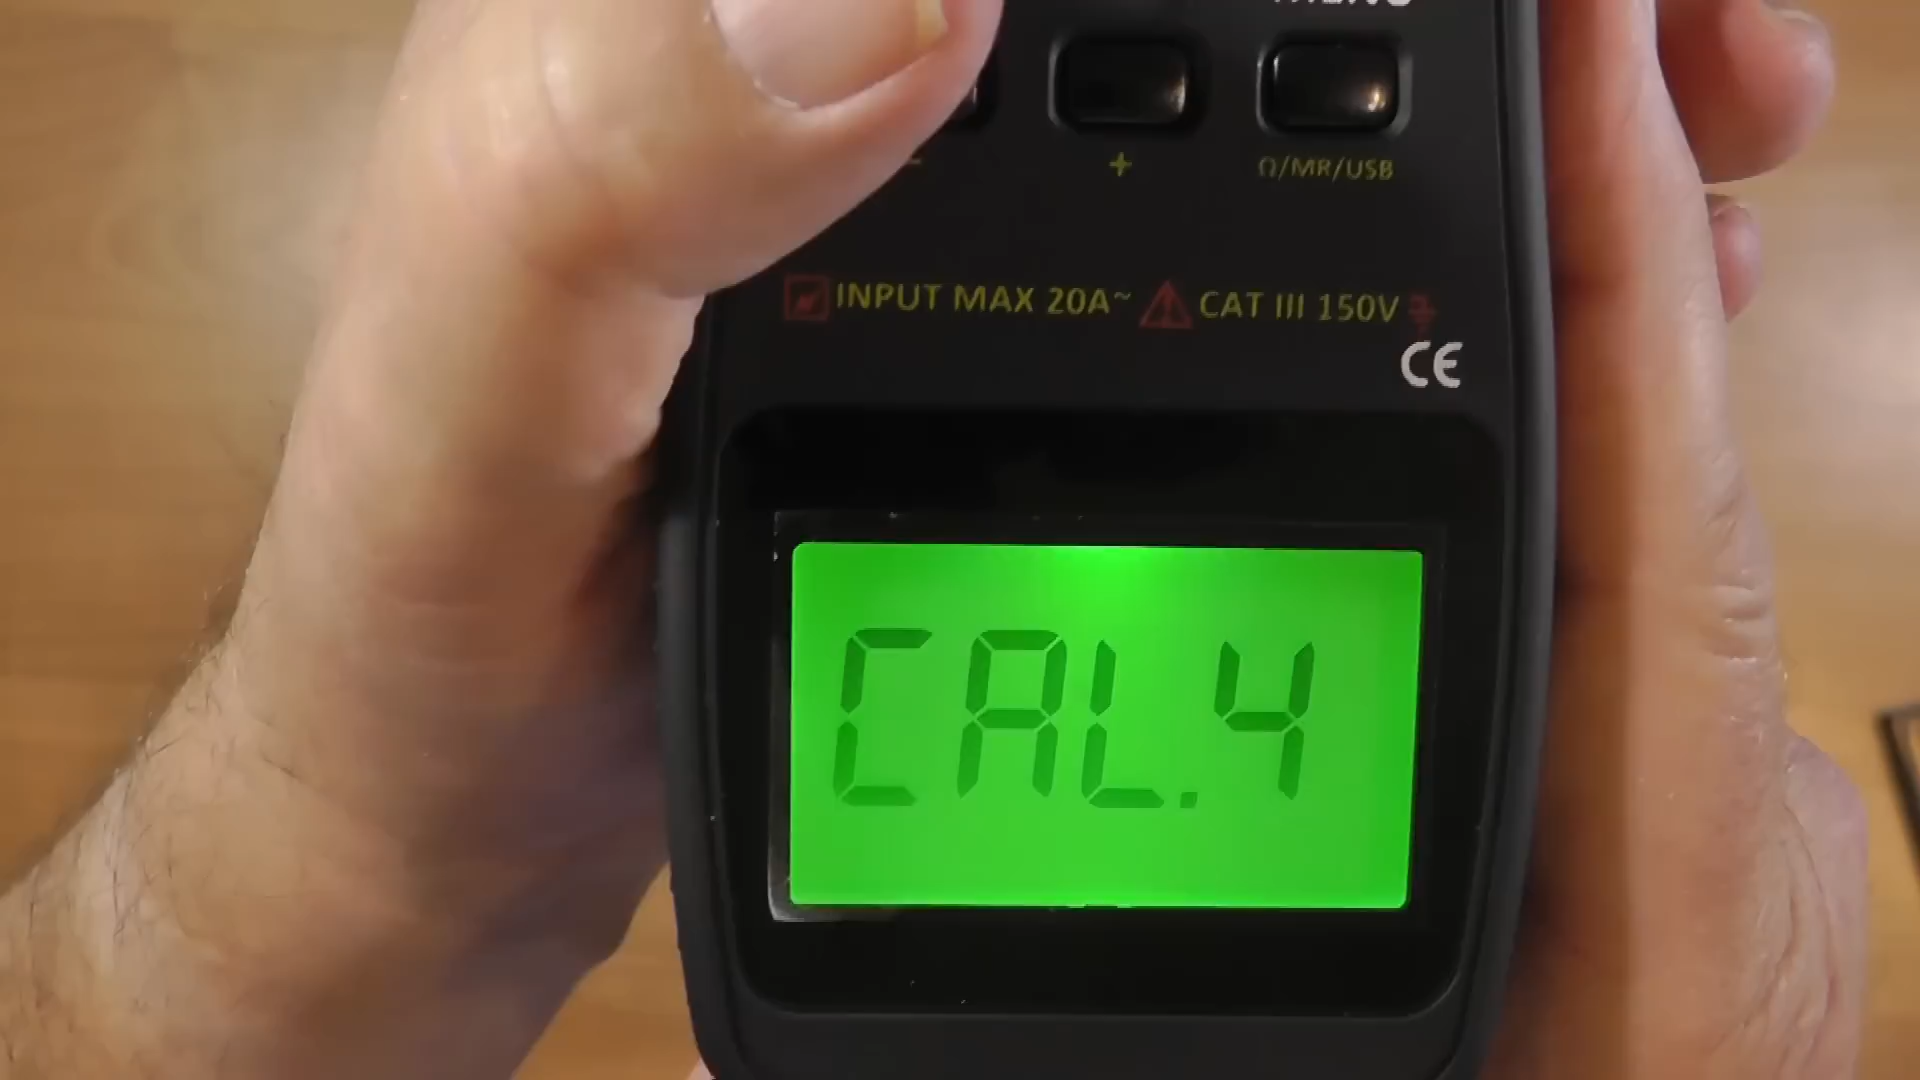 - +
Ω/MR/USB
INPUT MAX 20A~ CAT III 150V
CE
CAL.4